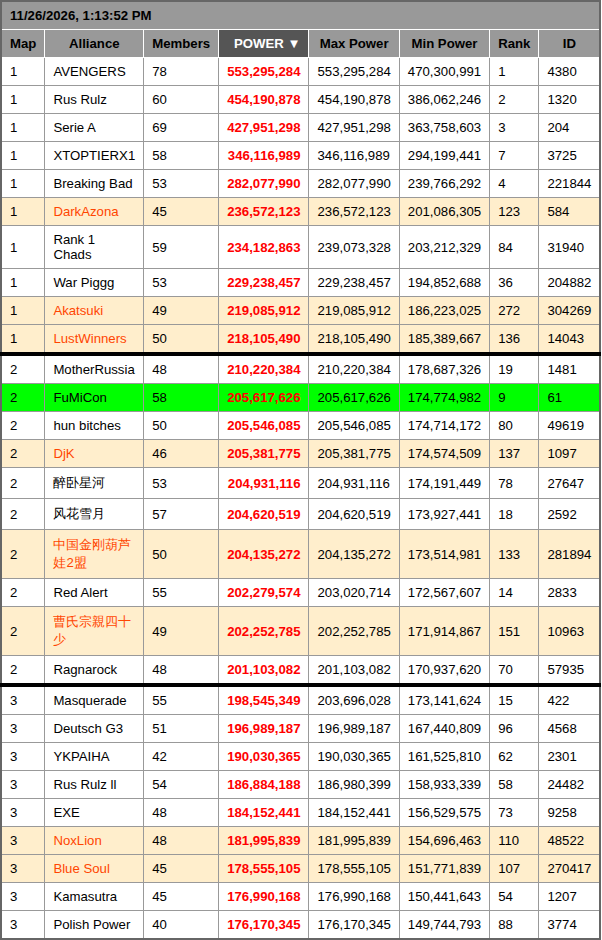 11/26/2026, 1:13:52 PM
Map Alliance Members POWER ▼ Max Power Min Power Rank ID
1 AVENGERS 78 553,295,284 553,295,284 470,300,991 1 4380
1 Rus Rulz 60 454,190,878 454,190,878 386,062,246 2 1320
1 Serie A 69 427,951,298 427,951,298 363,758,603 3 204
1 XTOPTIERX1 58 346,116,989 346,116,989 294,199,441 7 3725
1 Breaking Bad 53 282,077,990 282,077,990 239,766,292 4 221844
1 DarkAzona 45 236,572,123 236,572,123 201,086,305 123 584
1 Rank 1
Chads 59 234,182,863 239,073,328 203,212,329 84 31940
1 War Piggg 53 229,238,457 229,238,457 194,852,688 36 204882
1 Akatsuki 49 219,085,912 219,085,912 186,223,025 272 304269
1 LustWinners 50 218,105,490 218,105,490 185,389,667 136 14043
2 MotherRussia 48 210,220,384 210,220,384 178,687,326 19 1481
2 FuMiCon 58 205,617,626 205,617,626 174,774,982 9 61
2 hun bitches 50 205,546,085 205,546,085 174,714,172 80 49619
2 DjK 46 205,381,775 205,381,775 174,574,509 137 1097
2 醉卧星河 53 204,931,116 204,931,116 174,191,449 78 27647
2 风花雪月 57 204,620,519 204,620,519 173,927,441 18 2592
2 中国金刚葫芦
娃2盟 50 204,135,272 204,135,272 173,514,981 133 281894
2 Red Alert 55 202,279,574 203,020,714 172,567,607 14 2833
2 曹氏宗親四十
少 49 202,252,785 202,252,785 171,914,867 151 10963
2 Ragnarock 48 201,103,082 201,103,082 170,937,620 70 57935
3 Masquerade 55 198,545,349 203,696,028 173,141,624 15 422
3 Deutsch G3 51 196,989,187 196,989,187 167,440,809 96 4568
3 YKPAIHA 42 190,030,365 190,030,365 161,525,810 62 2301
3 Rus Rulz ll 54 186,884,188 186,980,399 158,933,339 58 24482
3 EXE 48 184,152,441 184,152,441 156,529,575 73 9258
3 NoxLion 48 181,995,839 181,995,839 154,696,463 110 48522
3 Blue Soul 45 178,555,105 178,555,105 151,771,839 107 270417
3 Kamasutra 45 176,990,168 176,990,168 150,441,643 54 1207
3 Polish Power 40 176,170,345 176,170,345 149,744,793 88 3774